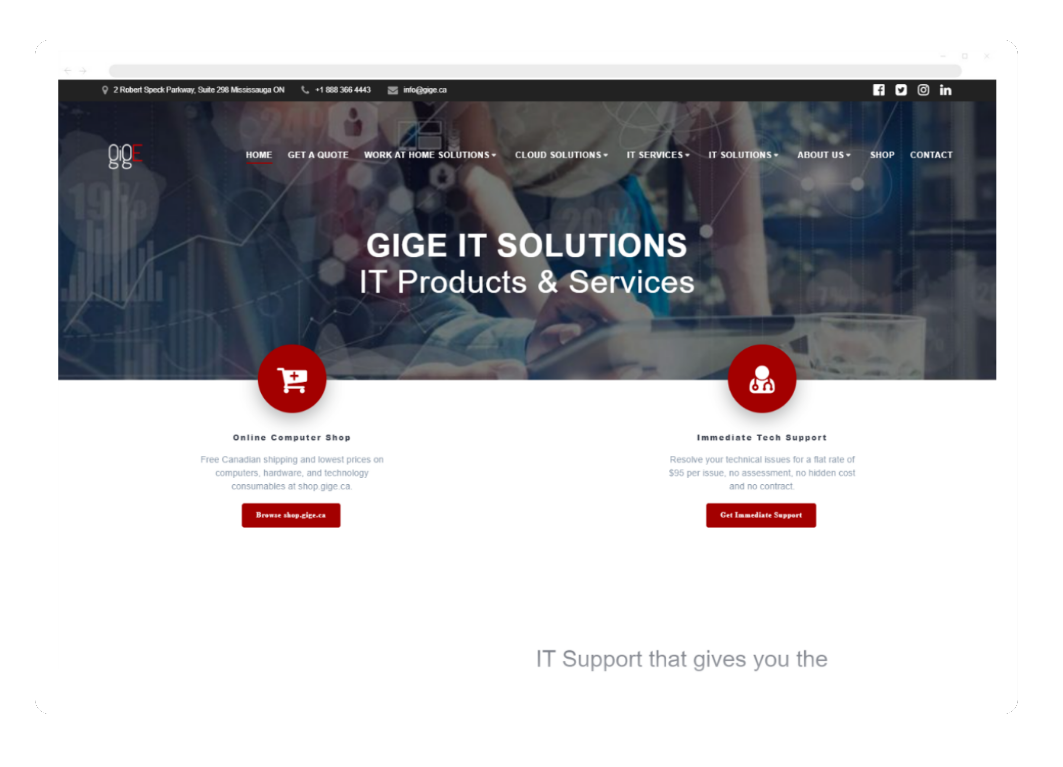 2 Robert Speck Parkway, Suite 298 Mississauga ON +1 888 366 4443 info@gige.ca
gigE
HOME GET A QUOTE WORK AT HOME SOLUTIONS CLOUD SOLUTIONS IT SERVICES IT SOLUTIONS ABOUT US SHOP CONTACT
GIGE IT SOLUTIONS
IT Products & Services
Online Computer Shop
Free Canadian shipping and lowest prices on
computers, hardware, and technology
consumables at shop.gige.ca.
Browse shop.gige.ca
Immediate Tech Support
Resolve your technical issues for a flat rate of
$95 per issue, no assessment, no hidden cost
and no contract.
Get Immediate Support
IT Support that gives you the